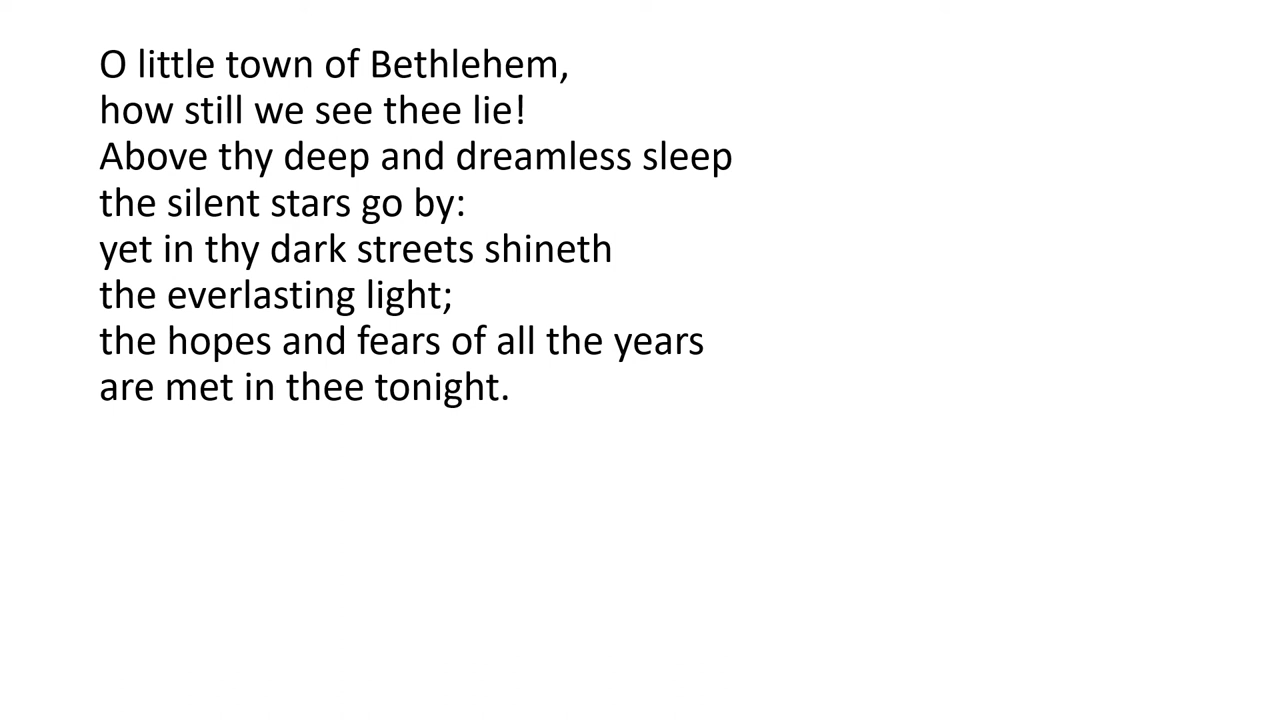 O little town of Bethlehem,
how still we see thee lie!
Above thy deep and dreamless sleep
the silent stars go by:
yet in thy dark streets shineth
the everlasting light;
the hopes and fears of all the years
are met in thee tonight.